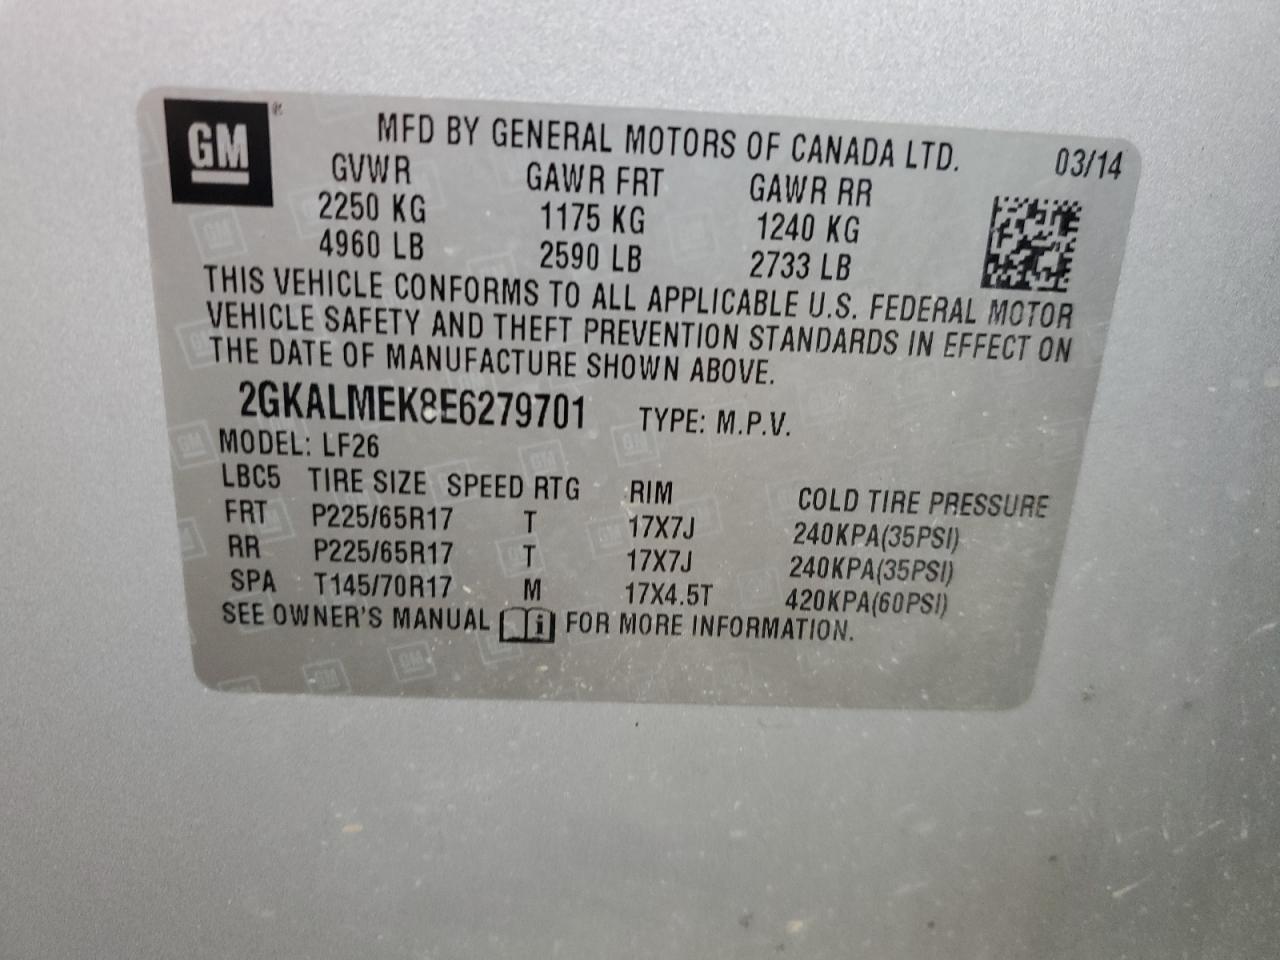 GM ®
MFD BY GENERAL MOTORS OF CANADA LTD. 03/14
GVWR GAWR FRT GAWR RR
2250 KG 1175 KG 1240 KG
4960 LB 2590 LB 2733 LB
THIS VEHICLE CONFORMS TO ALL APPLICABLE U.S. FEDERAL MOTOR
VEHICLE SAFETY AND THEFT PREVENTION STANDARDS IN EFFECT ON
THE DATE OF MANUFACTURE SHOWN ABOVE.
2GKALMEK8E6279701 TYPE: M.P.V.
MODEL: LF26
LBC5 TIRE SIZE SPEED RTG RIM COLD TIRE PRESSURE
FRT P225/65R17 T 17X7J 240KPA(35PSI)
RR P225/65R17 T 17X7J 240KPA(35PSI)
SPA T145/70R17 M 17X4.5T 420KPA(60PSI)
SEE OWNER'S MANUAL i FOR MORE INFORMATION.